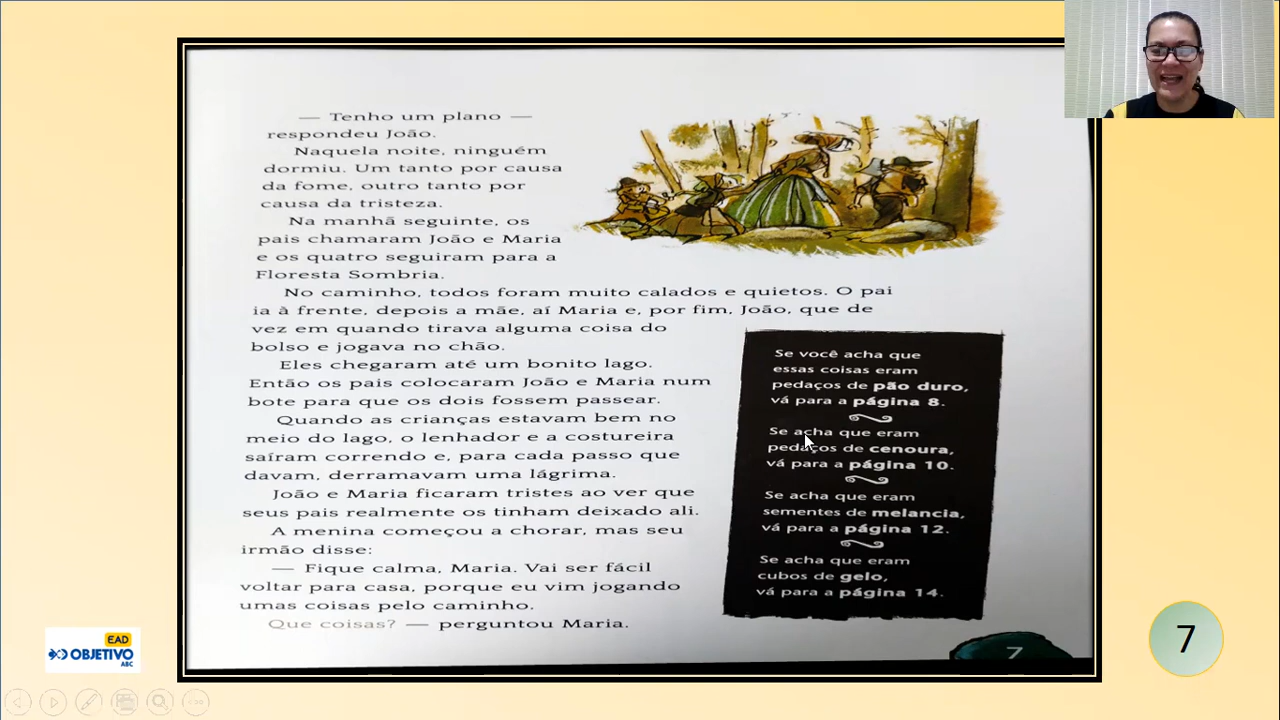 — Tenho um plano —
respondeu João.
Naquela noite, ninguém
dormiu. Um tanto por causa
da fome, outro tanto por
causa da tristeza.
Na manhã seguinte, os
pais chamaram João e Maria
e os quatro seguiram para a
Floresta Sombria.
No caminho, todos foram muito calados e quietos. O pai
ia à frente, depois a mãe, aí Maria e, por fim, João, que de
vez em quando tirava alguma coisa do
bolso e jogava no chão.
Eles chegaram até um bonito lago.
Então os pais colocaram João e Maria num
bote para que os dois fossem passear.
Quando as crianças estavam bem no
meio do lago, o lenhador e a costureira
saíram correndo e, para cada passo que
davam, derramavam uma lágrima.
João e Maria ficaram tristes ao ver que
seus pais realmente os tinham deixado ali.
A menina começou a chorar, mas seu
irmão disse:
— Fique calma, Maria. Vai ser fácil
voltar para casa, porque eu vim jogando
umas coisas pelo caminho.
Que coisas? — perguntou Maria.
Se você acha que
essas coisas eram
pedaços de pão duro,
vá para a página 8.
Se acha que eram
pedaços de cenoura,
vá para a página 10.
Se acha que eram
sementes de melancia,
vá para a página 12.
Se acha que eram
cubos de gelo,
vá para a página 14.
7
7
EAD
OBJETIVO
ABC